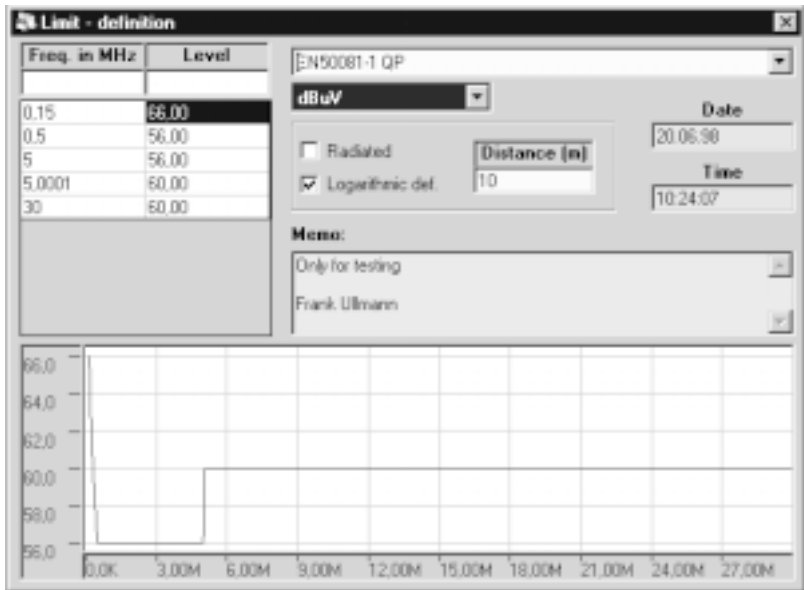 Limit - definition
Freq. in MHz Level
0,15 66,00
0,5 56,00
5 56,00
5,0001 60,00
30 60,00
EN50081-1 QP
dBuV
Radiated
Logarithmic def.
Distance (m)
10
Date
20.06.98
Time
10:24:07
Memo:
Only for testing
Frank Ullmann
66,0
64,0
62,0
60,0
58,0
56,0
0,0K 3,00M 6,00M 9,00M 12,00M 15,00M 18,00M 21,00M 24,00M 27,00M